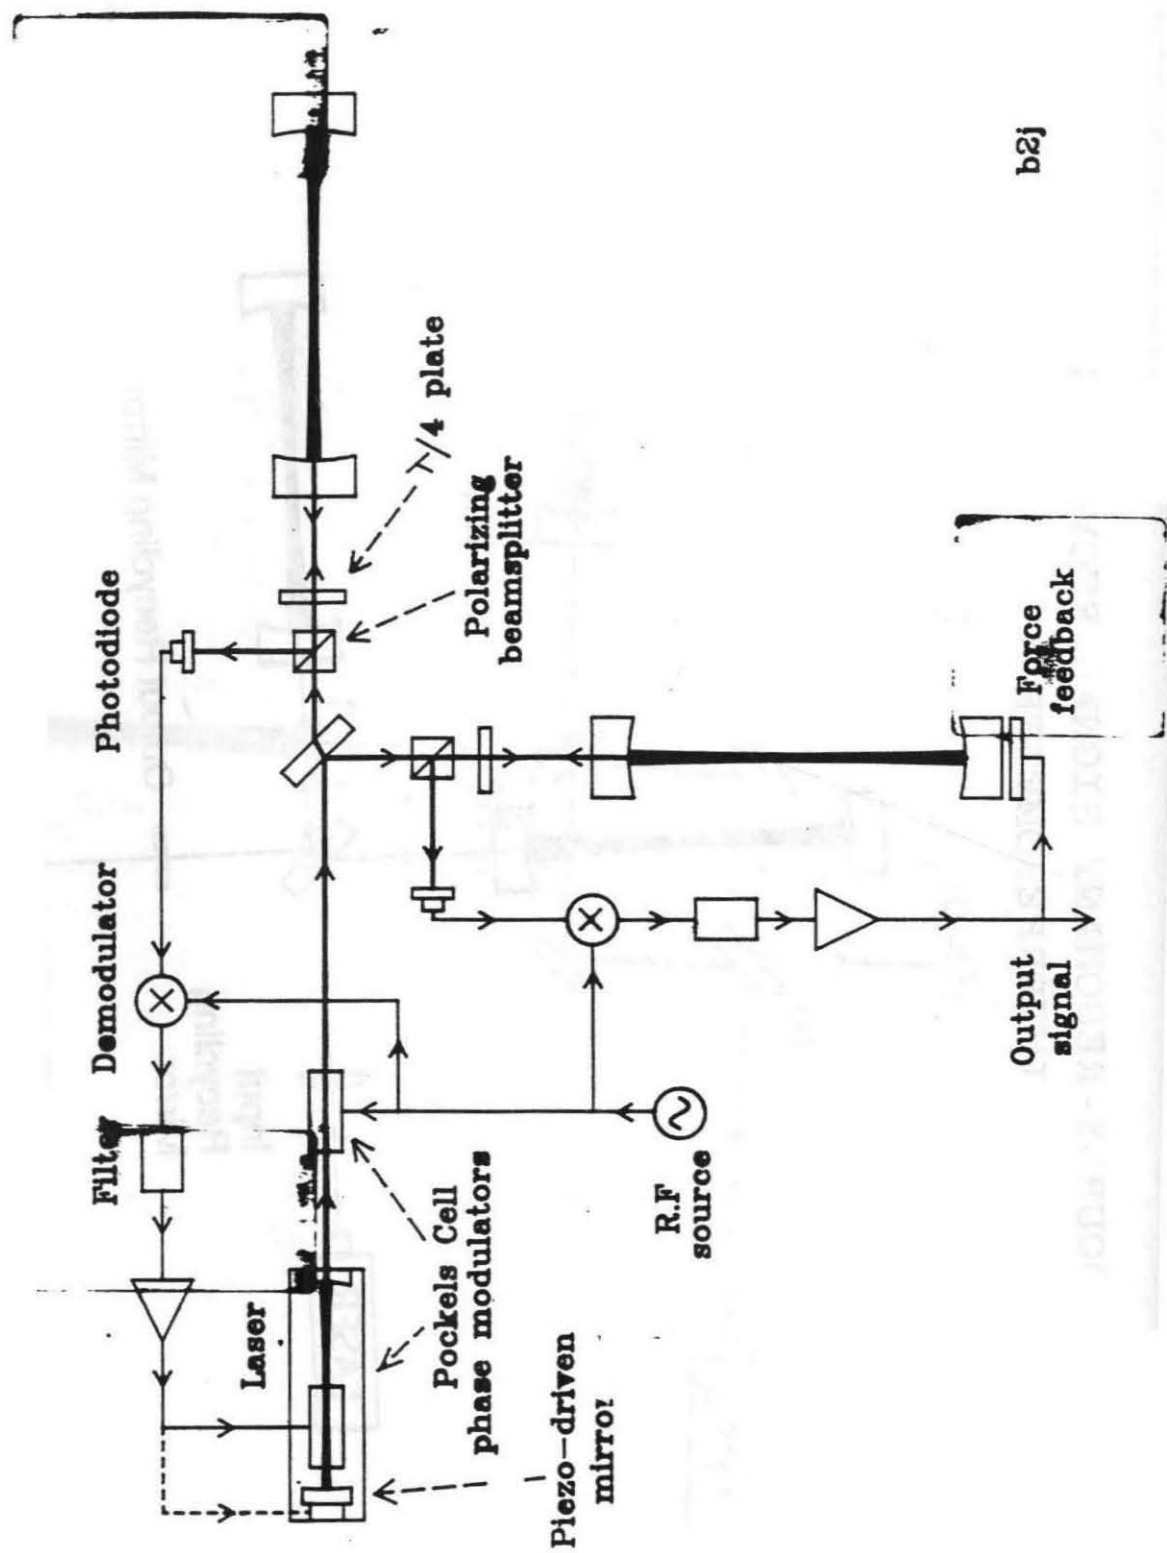 Photodiode
Filter Demodulator
Laser
λ/4 plate
Polarizing
beamsplitter
Pockels Cell
phase modulators
Piezo-driven
mirror
R.F
source
Force
feedback
Output
signal
b2j